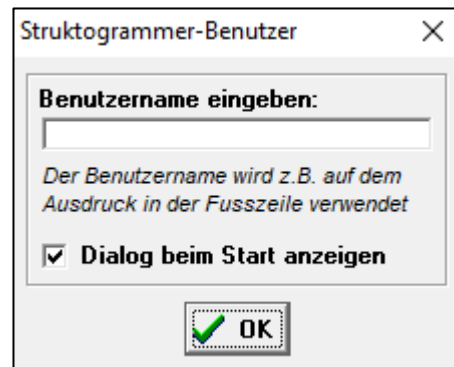 Struktogrammer-Benutzer
Benutzername eingeben:
Der Benutzername wird z.B. auf dem
Ausdruck in der Fusszeile verwendet
Dialog beim Start anzeigen
OK